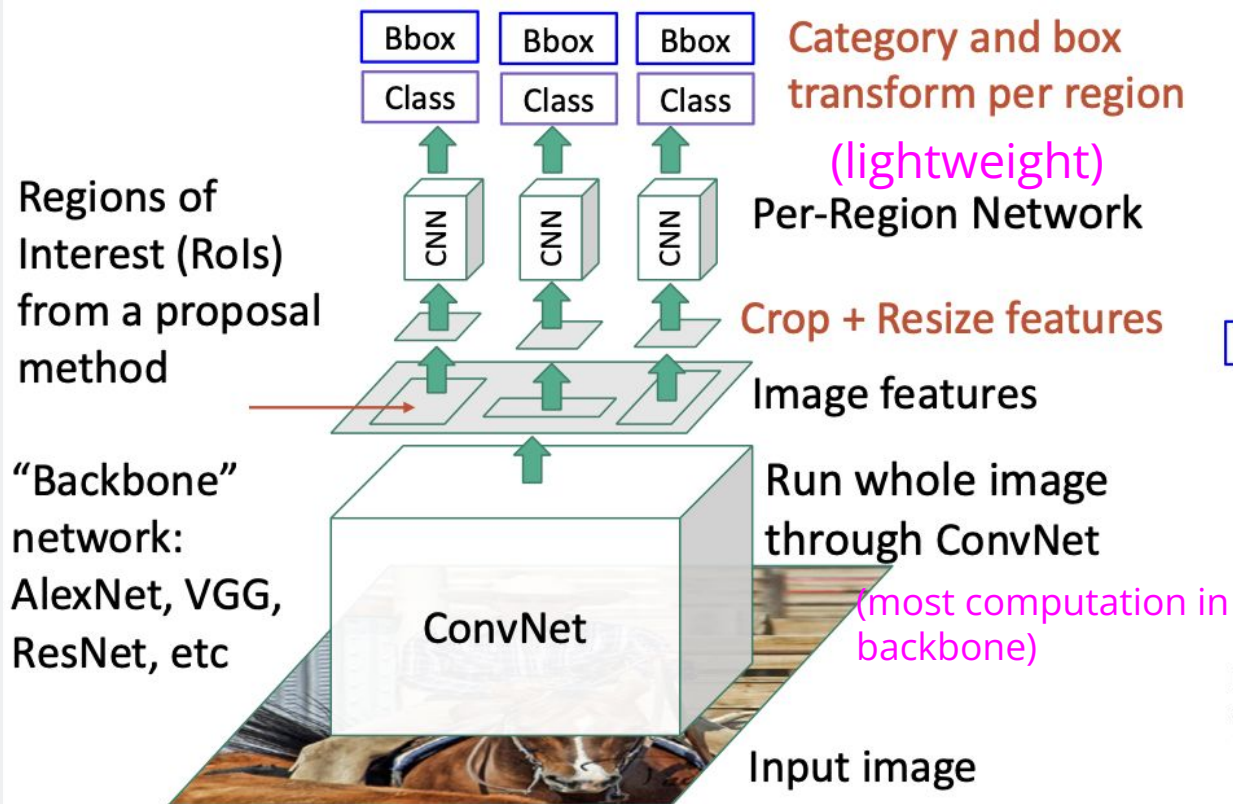 Bbox Bbox Bbox
Class Class Class
Category and box
transform per region
(lightweight)
Per-Region Network
CNN CNN CNN
Regions of
Interest (RoIs)
from a proposal
method
Crop + Resize features
Image features
“Backbone”
network:
AlexNet, VGG,
ResNet, etc
Run whole image
through ConvNet
(most computation in
backbone)
ConvNet
Input image